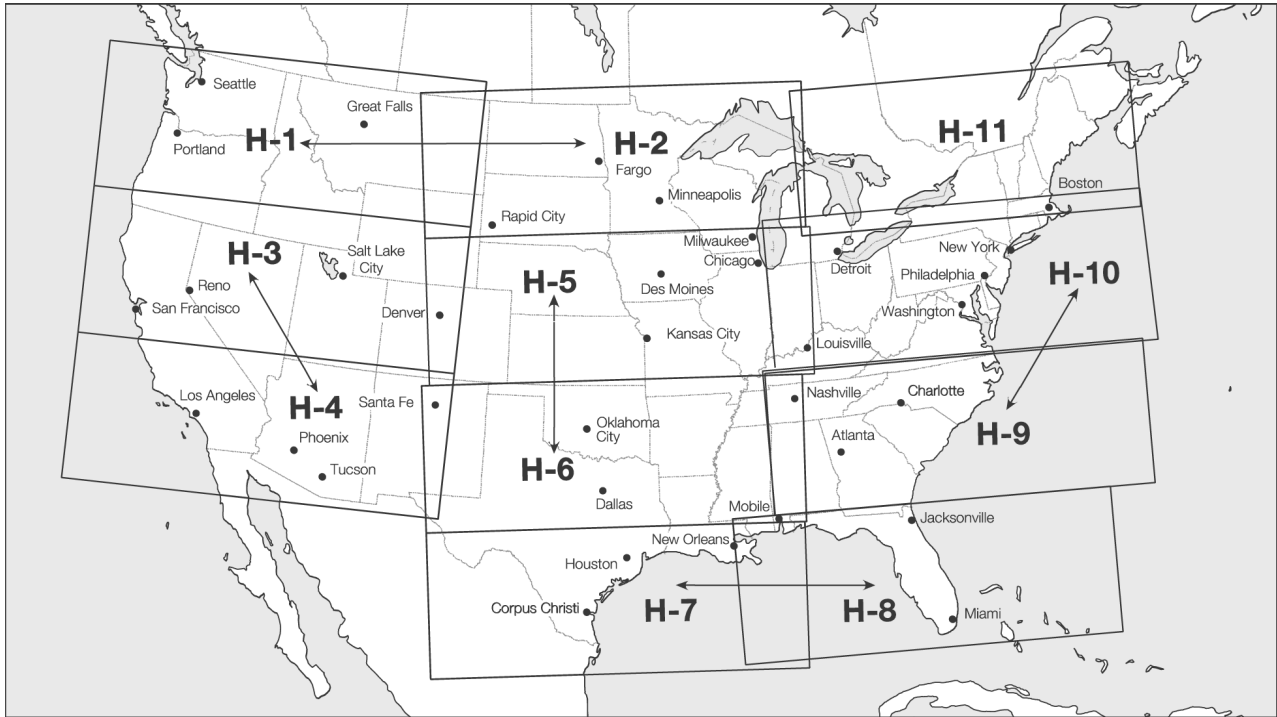 Seattle
Great Falls
Portland
H-1
H-2
H-11
Fargo
Minneapolis
Boston
Rapid City
Milwaukee
Chicago
Detroit
New York
H-3
Salt Lake
City
H-5
Des Moines
Philadelphia
H-10
Reno
San Francisco
Denver
Kansas City
Washington
Louisville
Los Angeles
Santa Fe
H-4
Nashville
Charlotte
Phoenix
Oklahoma
City
Atlanta
H-9
Tucson
H-6
Dallas
Mobile
Jacksonville
New Orleans
Houston
Corpus Christi
H-7
H-8
Miami